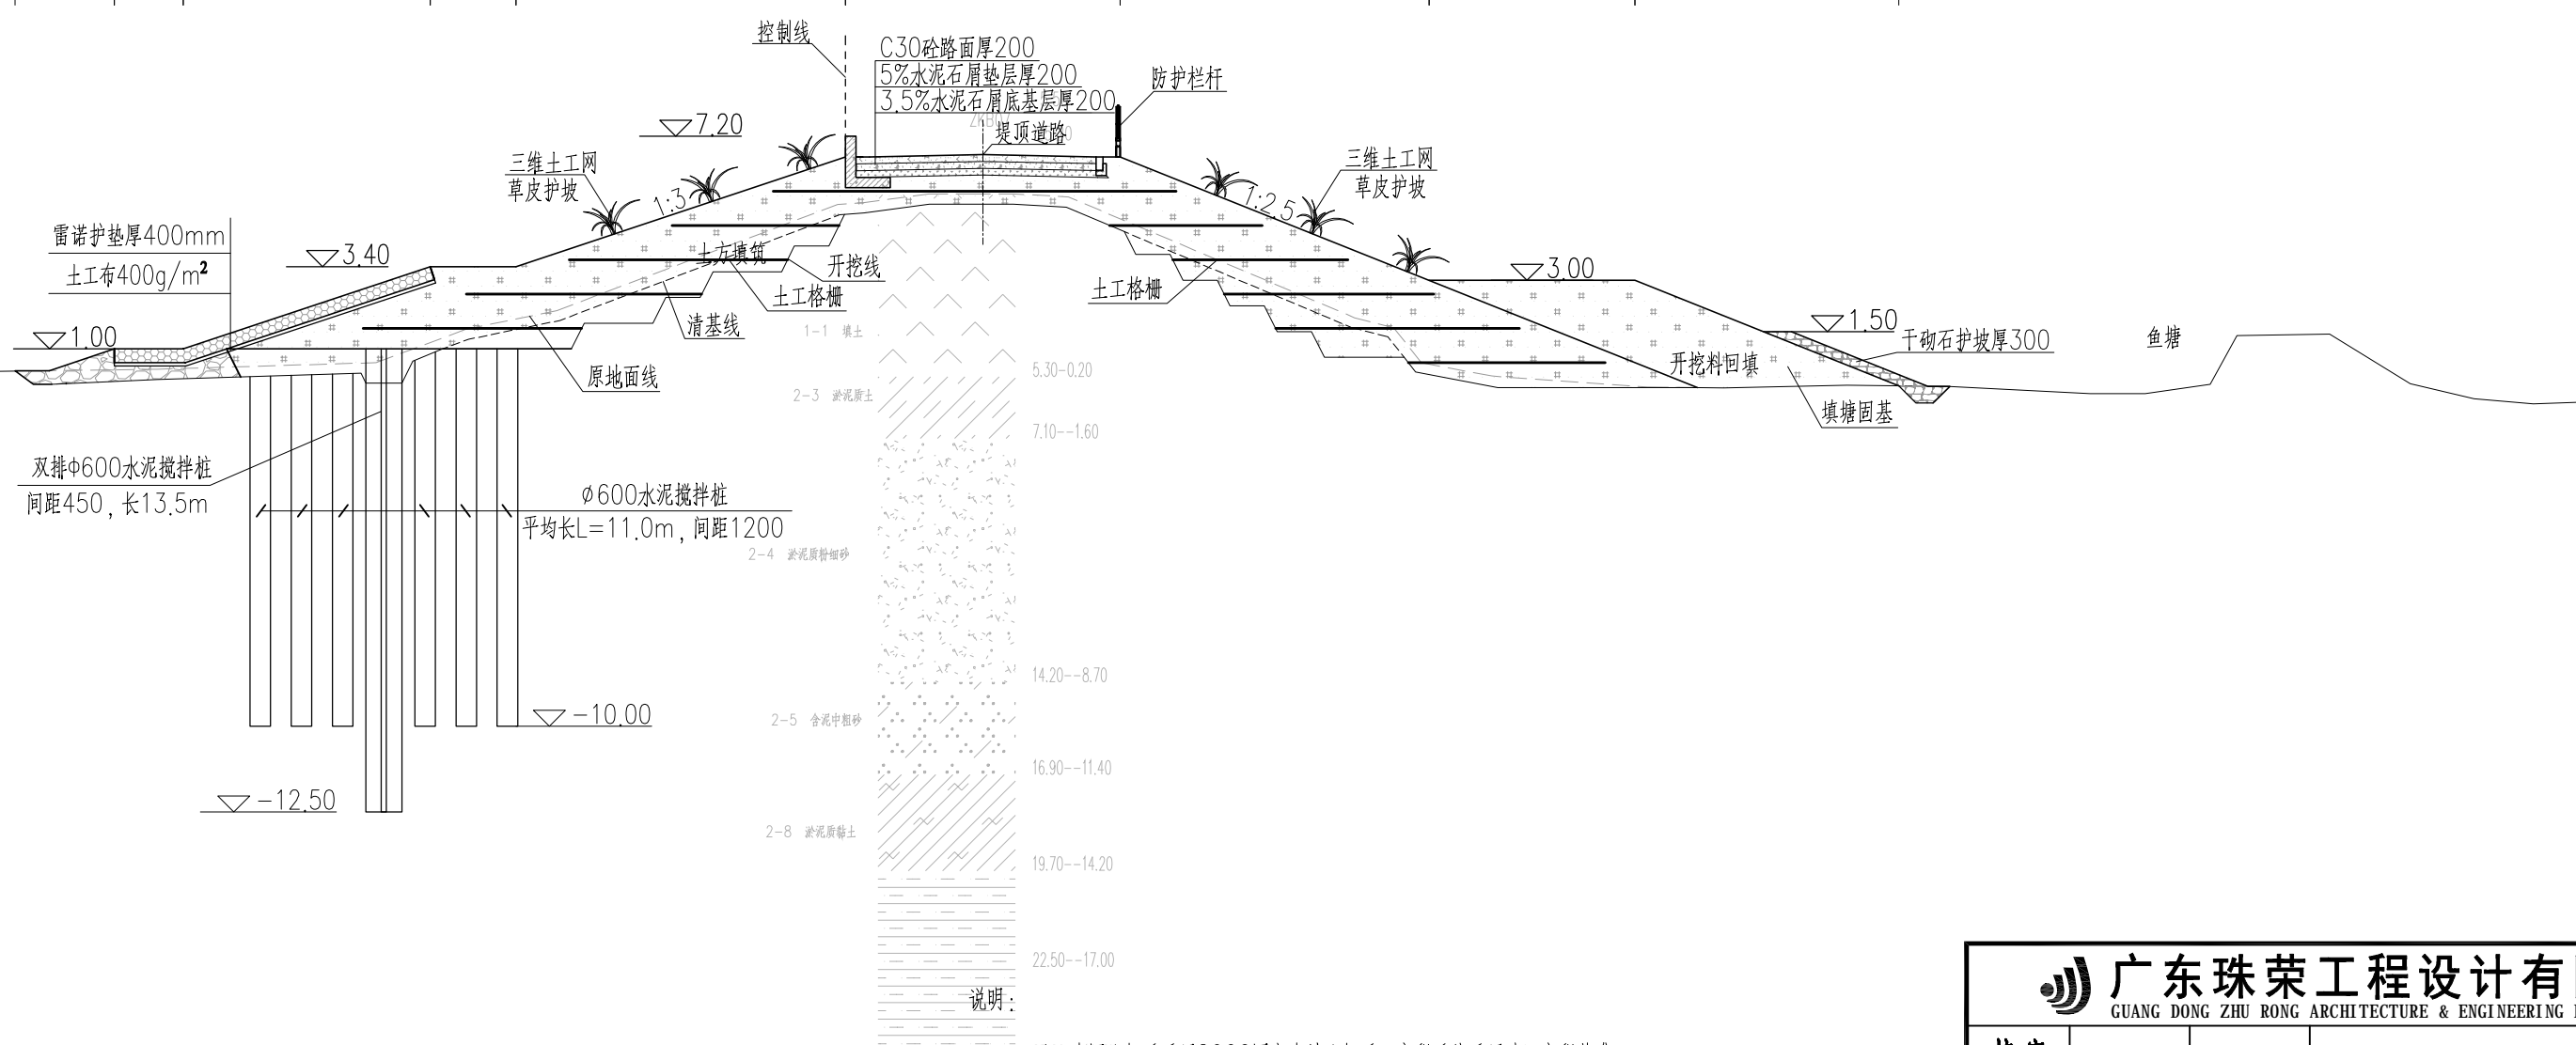 控制线
C30砼路面厚200
5%水泥石屑垫层厚200
3.5%水泥石屑底基层厚200
防护栏杆
堤顶道路
7.20
三维土工网
草皮护坡
1:3
三维土工网
草皮护坡
1:2.5
雷诺护垫厚400mm
土工布400g/m²
3.40
土方填筑
开挖线
土工格栅
清基线
土工格栅
3.00
1.00
1.50
干砌石护坡厚300
鱼塘
1-1 填土
原地面线
开挖料回填
填塘固基
5.30-0.20
2-3 淤泥质土
7.10--1.60
双排Φ600水泥搅拌桩
间距450, 长13.5m
φ600水泥搅拌桩
平均长L=11.0m, 间距1200
2-4 淤泥质粉细砂
14.20--8.70
-10.00
2-5 含泥中粗砂
16.90--11.40
-12.50
2-8 淤泥质黏土
19.70--14.20
22.50--17.00
说明:
广东珠荣工程设计有
GUANG DONG ZHU RONG ARCHITECTURE & ENGINEERING